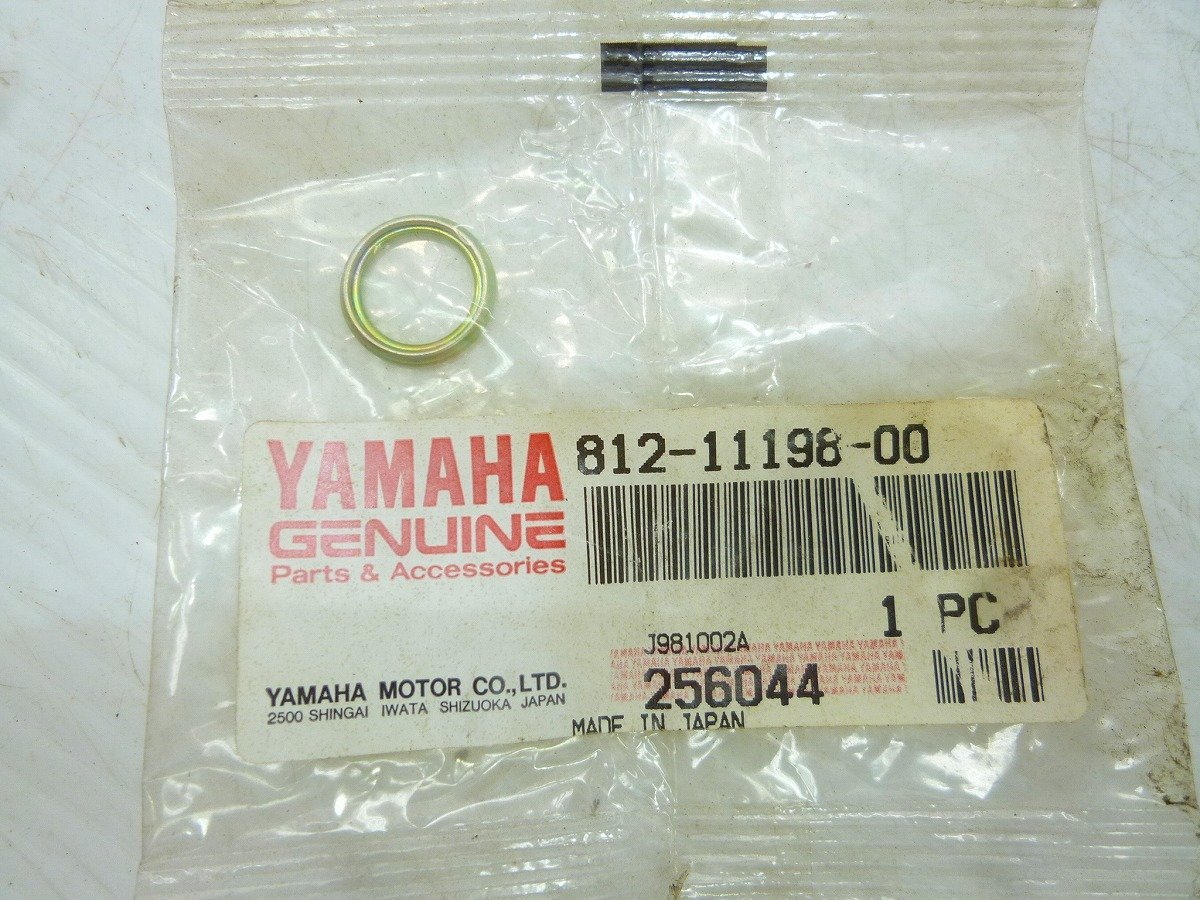 YAMAHA
GENUINE
Parts & Accessories
812-11198-00
1 PC
J981002A
256044
YAMAHA MOTOR CO.,LTD.
2500 SHINGAI IWATA SHIZUOKA JAPAN
MADE IN JAPAN